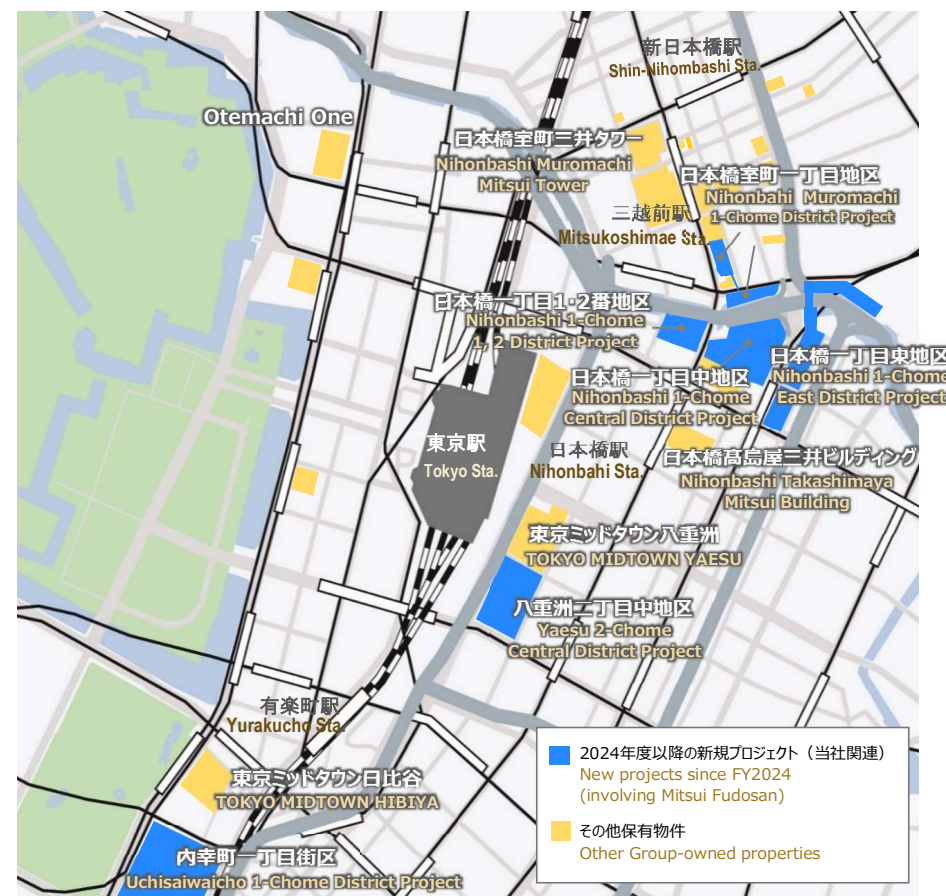 新日本橋駅
Shin-Nihombashi Sta.
Otemachi One
日本橋室町三井タワー
Nihonbashi Muromachi
Mitsui Tower
日本橋室町一丁目地区
Nihonbahi Muromachi
1-Chome District Project
三越前駅
Mitsukoshimae Sta.
日本橋一丁目1・2番地区
Nihonbashi 1-Chome
1, 2 District Project
日本橋一丁目東地区
Nihonbashi 1-Chome
East District Project
日本橋一丁目中地区
Nihonbashi 1-Chome
Central District Project
東京駅
Tokyo Sta.
日本橋駅
Nihonbahi Sta.
日本橋髙島屋三井ビルディング
Nihonbashi Takashimaya
Mitsui Building
東京ミッドタウン八重洲
TOKYO MIDTOWN YAESU
八重洲二丁目中地区
Yaesu 2-Chome
Central District Project
有楽町駅
Yurakucho Sta.
東京ミッドタウン日比谷
TOKYO MIDTOWN HIBIYA
内幸町一丁目街区
Uchisaiwaicho 1-Chome District Project
2024年度以降の新規プロジェクト（当社関連）
New projects since FY2024
(involving Mitsui Fudosan)
その他保有物件
Other Group-owned properties